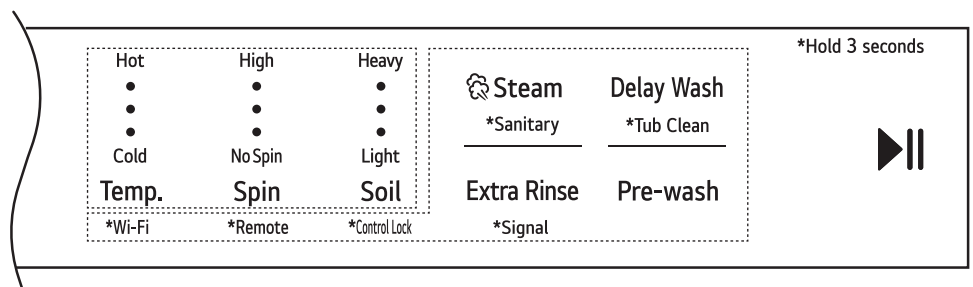 *Hold 3 seconds
Hot High Heavy
Cold No Spin Light
Temp. Spin Soil
*Wi-Fi *Remote *Control Lock
Steam Delay Wash
*Sanitary *Tub Clean
Extra Rinse Pre-wash
*Signal